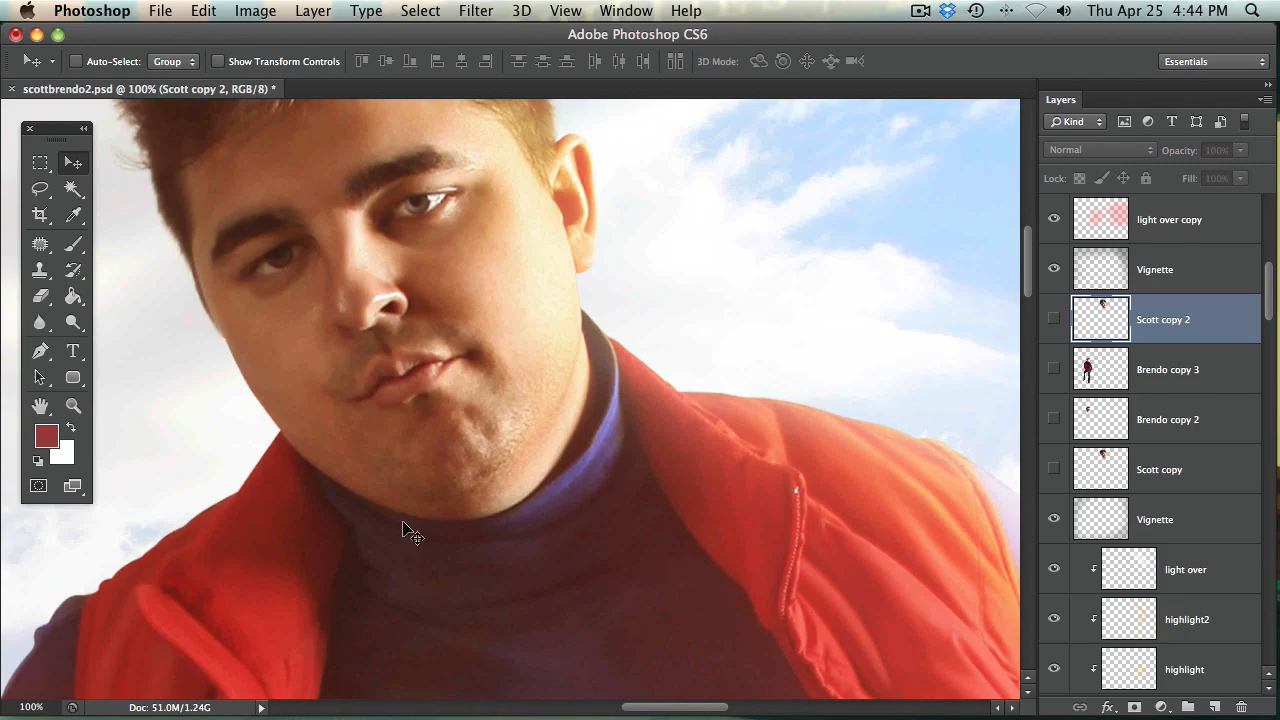 Photoshop File Edit Image Layer Type Select Filter 3D View Window Help Thu Apr 25 4:44 PM
Adobe Photoshop CS6
Auto-Select: Group Show Transform Controls 3D Mode: Essentials
× scottbrendo2.psd @ 100% (Scott copy 2, RGB/8) *
Layers
Kind
Normal Opacity: 100%
Lock: Fill: 100%
light over copy
Vignette
Scott copy 2
Brendo copy 3
Brendo copy 2
Scott copy
Vignette
light over
highlight2
highlight
100% Doc: 51.0M/1.24G